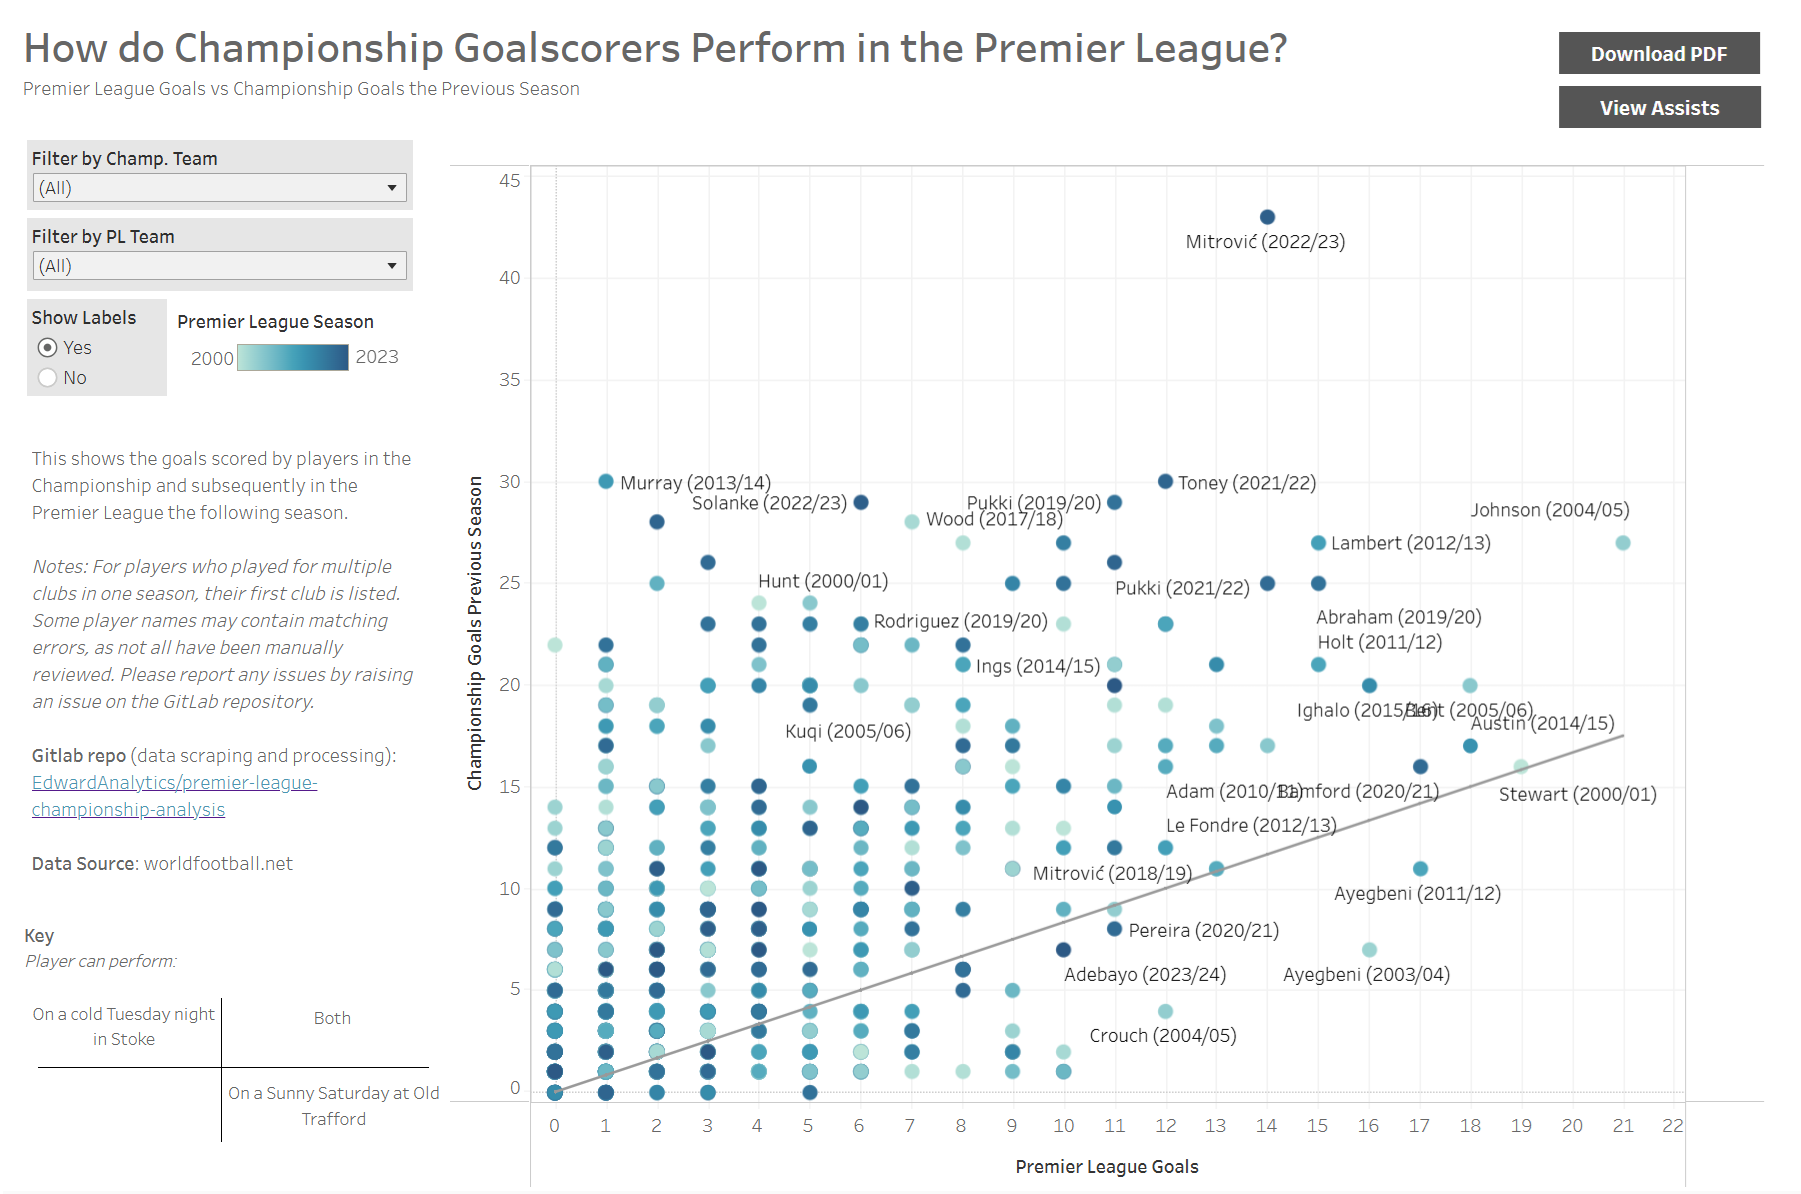 How do Championship Goalscorers Perform in the Premier League?
Premier League Goals vs Championship Goals the Previous Season
Download PDF
View Assists
Filter by Champ. Team
(All)
Filter by PL Team
(All)
Show Labels
Yes
No
Premier League Season
2000
2023
This shows the goals scored by players in the
Championship and subsequently in the
Premier League the following season.
Notes: For players who played for multiple
clubs in one season, their first club is listed.
Some player names may contain matching
errors, as not all have been manually
reviewed. Please report any issues by raising
an issue on the GitLab repository.
Gitlab repo (data scraping and processing):
EdwardAnalytics/premier-league-
championship-analysis
Data Source: worldfootball.net
Key
Player can perform:
On a cold Tuesday night
in Stoke
Both
On a Sunny Saturday at Old
Trafford
Championship Goals Previous Season
45
40
35
30
25
20
15
10
5
0
Mitrović (2022/23)
Murray (2013/14)
Solanke (2022/23)
Pukki (2019/20)
Toney (2021/22)
Wood (2017/18)
Johnson (2004/05)
Lambert (2012/13)
Hunt (2000/01)
Pukki (2021/22)
Rodriguez (2019/20)
Abraham (2019/20)
Holt (2011/12)
Ings (2014/15)
Ighalo (2015/16)
Bent (2005/06)
Austin (2014/15)
Kuqi (2005/06)
Adam (2010/11)
Bamford (2020/21)
Stewart (2000/01)
Le Fondre (2012/13)
Mitrović (2018/19)
Ayegbeni (2011/12)
Pereira (2020/21)
Adebayo (2023/24)
Ayegbeni (2003/04)
Crouch (2004/05)
0 1 2 3 4 5 6 7 8 9 10 11 12 13 14 15 16 17 18 19 20 21 22
Premier League Goals